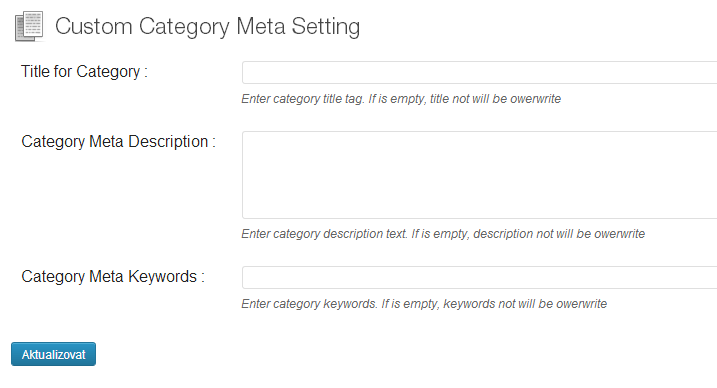 Custom Category Meta Setting
Title for Category :
Enter category title tag. If is empty, title not will be owerwrite
Category Meta Description :
Enter category description text. If is empty, description not will be owerwrite
Category Meta Keywords :
Enter category keywords. If is empty, keywords not will be owerwrite
Aktualizovat